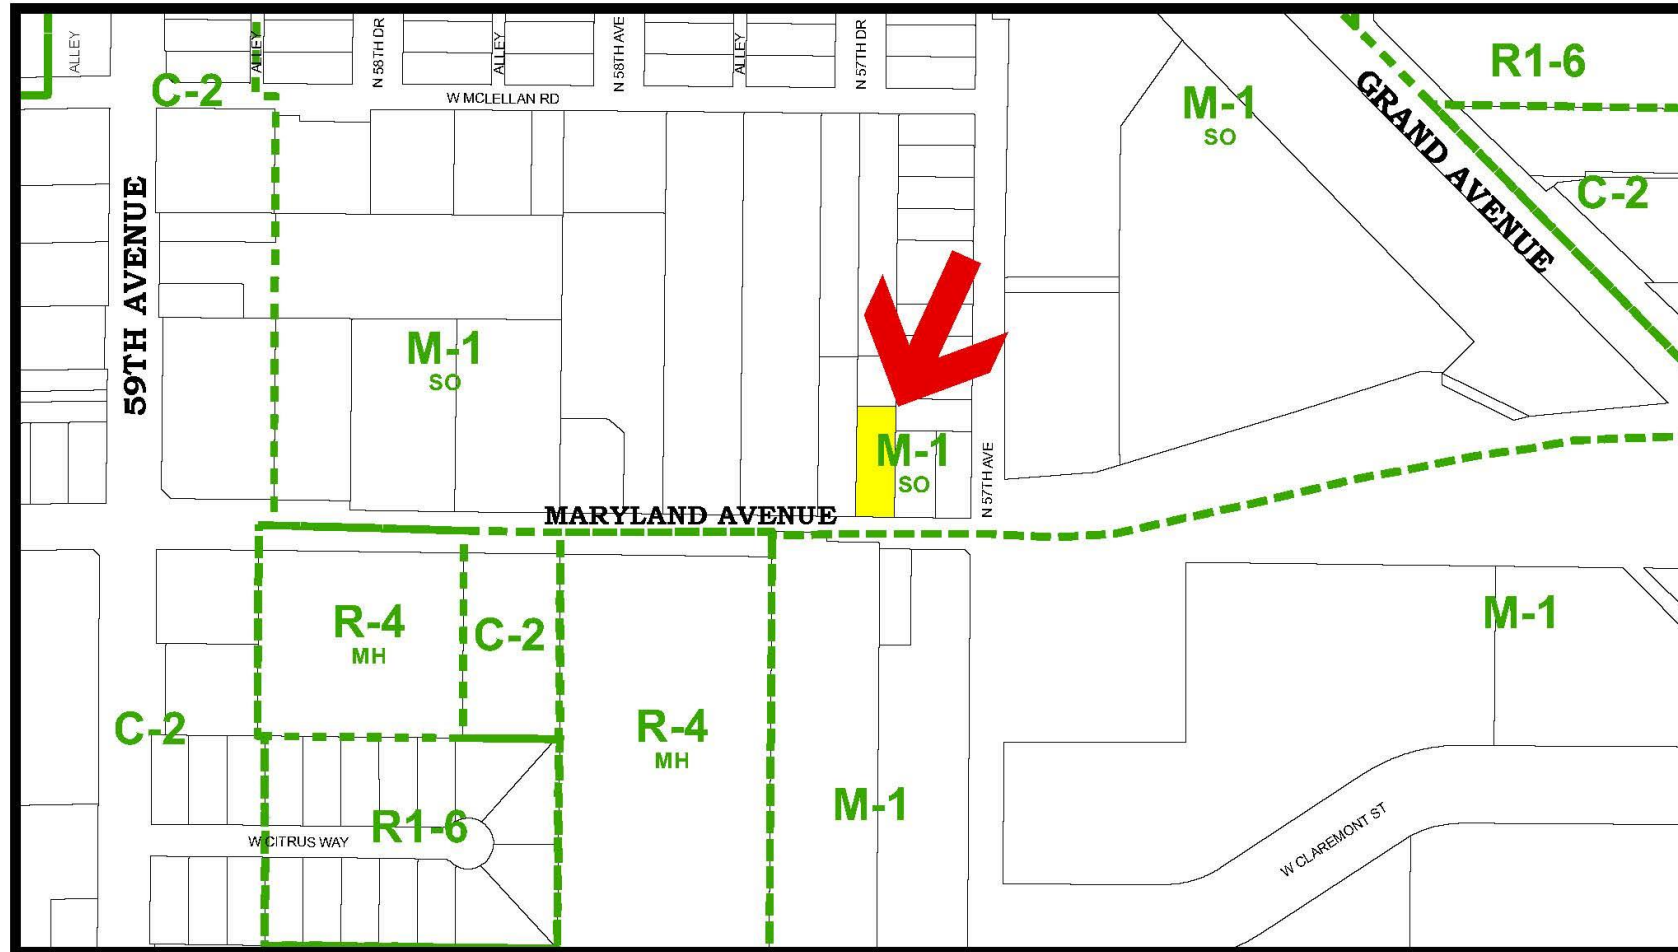 ALLEY
ALLEY
N 58TH DR
ALLEY
N 58TH AVE
ALLEY
N 57TH DR
R1-6
C-2
W MCLELLAN RD
M-1
SO
GRAND AVENUE
C-2
59TH AVENUE
M-1
SO
M-1
SO
N 57TH AVE
MARYLAND AVENUE
R-4
MH
C-2
M-1
C-2
R-4
MH
M-1
R1-6
W CITRUS WAY
W CLAREMONT ST